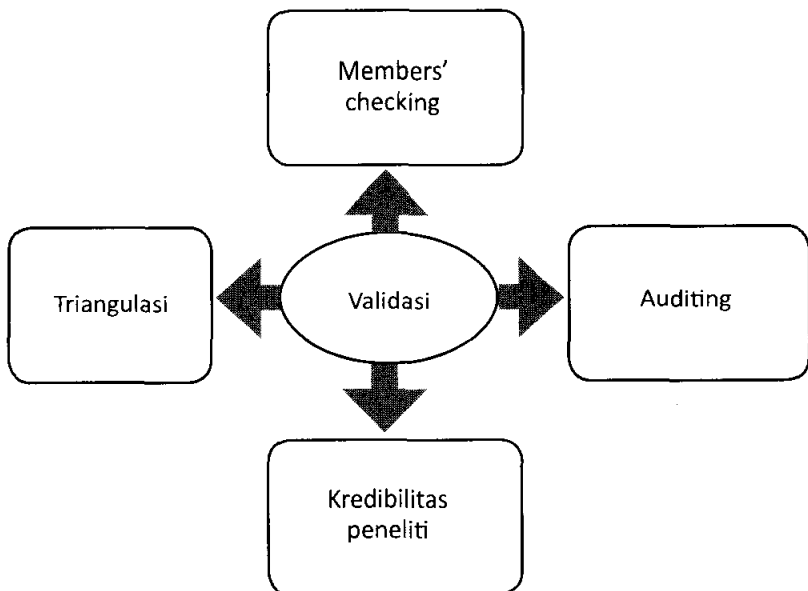 Members'
checking
Triangulasi
Validasi
Auditing
Kredibilitas
peneliti